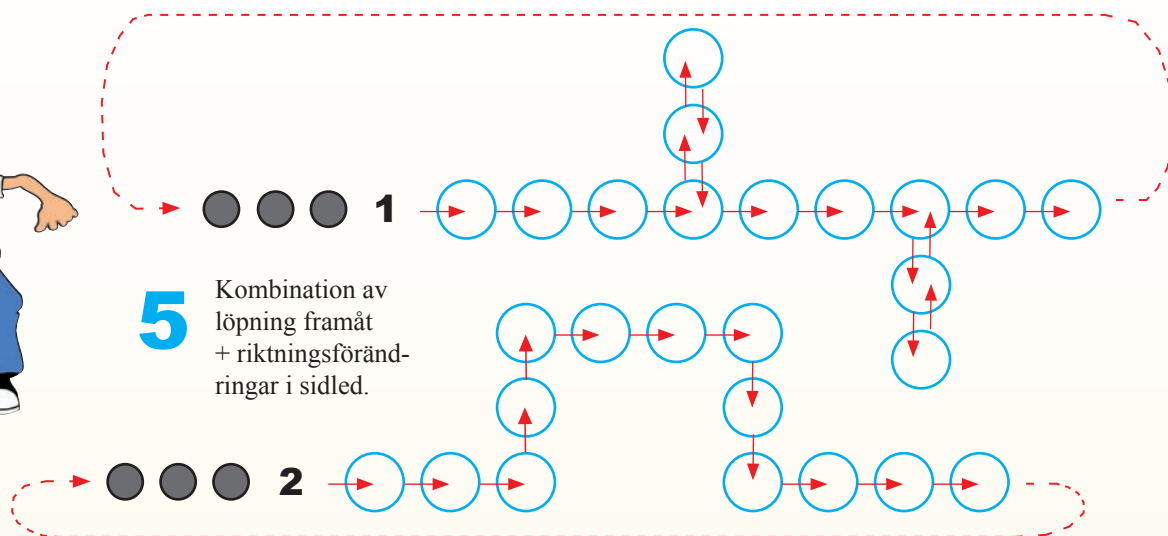 1
5
Kombination av
löpning framåt
+ riktningsföränd-
ringar i sidled.
2